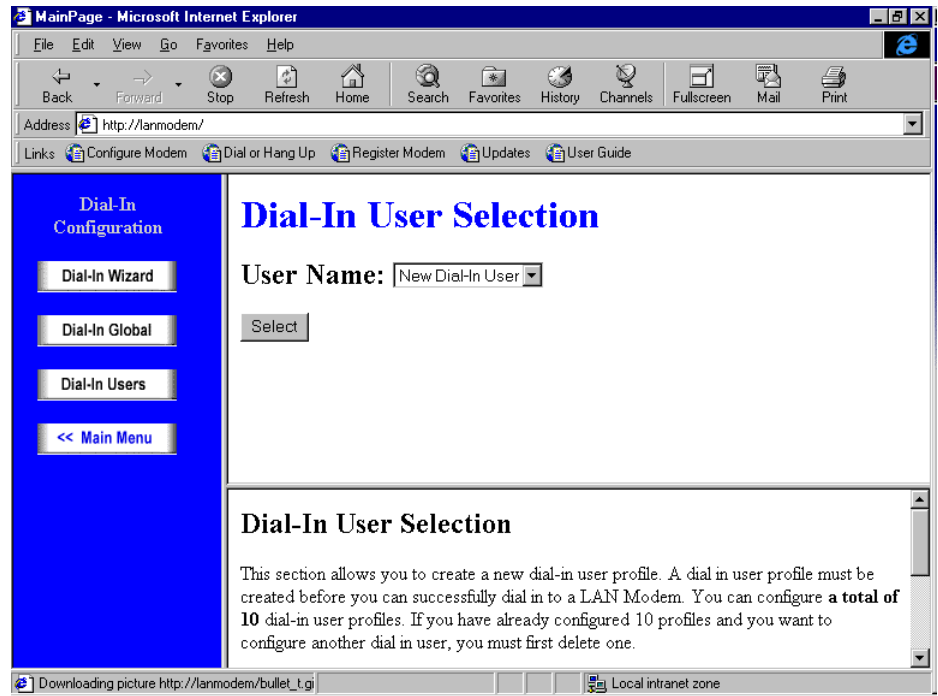 MainPage - Microsoft Internet Explorer
File Edit View Go Favorites Help
Back Forward Stop Refresh Home Search Favorites History Channels Fullscreen Mail Print
Address http://lanmodem/
Links Configure Modem Dial or Hang Up Register Modem Updates User Guide
Dial-In
Configuration
Dial-In Wizard
Dial-In Global
Dial-In Users
<< Main Menu
Dial-In User Selection
User Name: New Dial-In User
Select
Dial-In User Selection
This section allows you to create a new dial-in user profile. A dial in user profile must be
created before you can successfully dial in to a LAN Modem. You can configure a total of
10 dial-in user profiles. If you have already configured 10 profiles and you want to
configure another dial in user, you must first delete one.
Downloading picture http://lanmodem/bullet_t.gi Local intranet zone